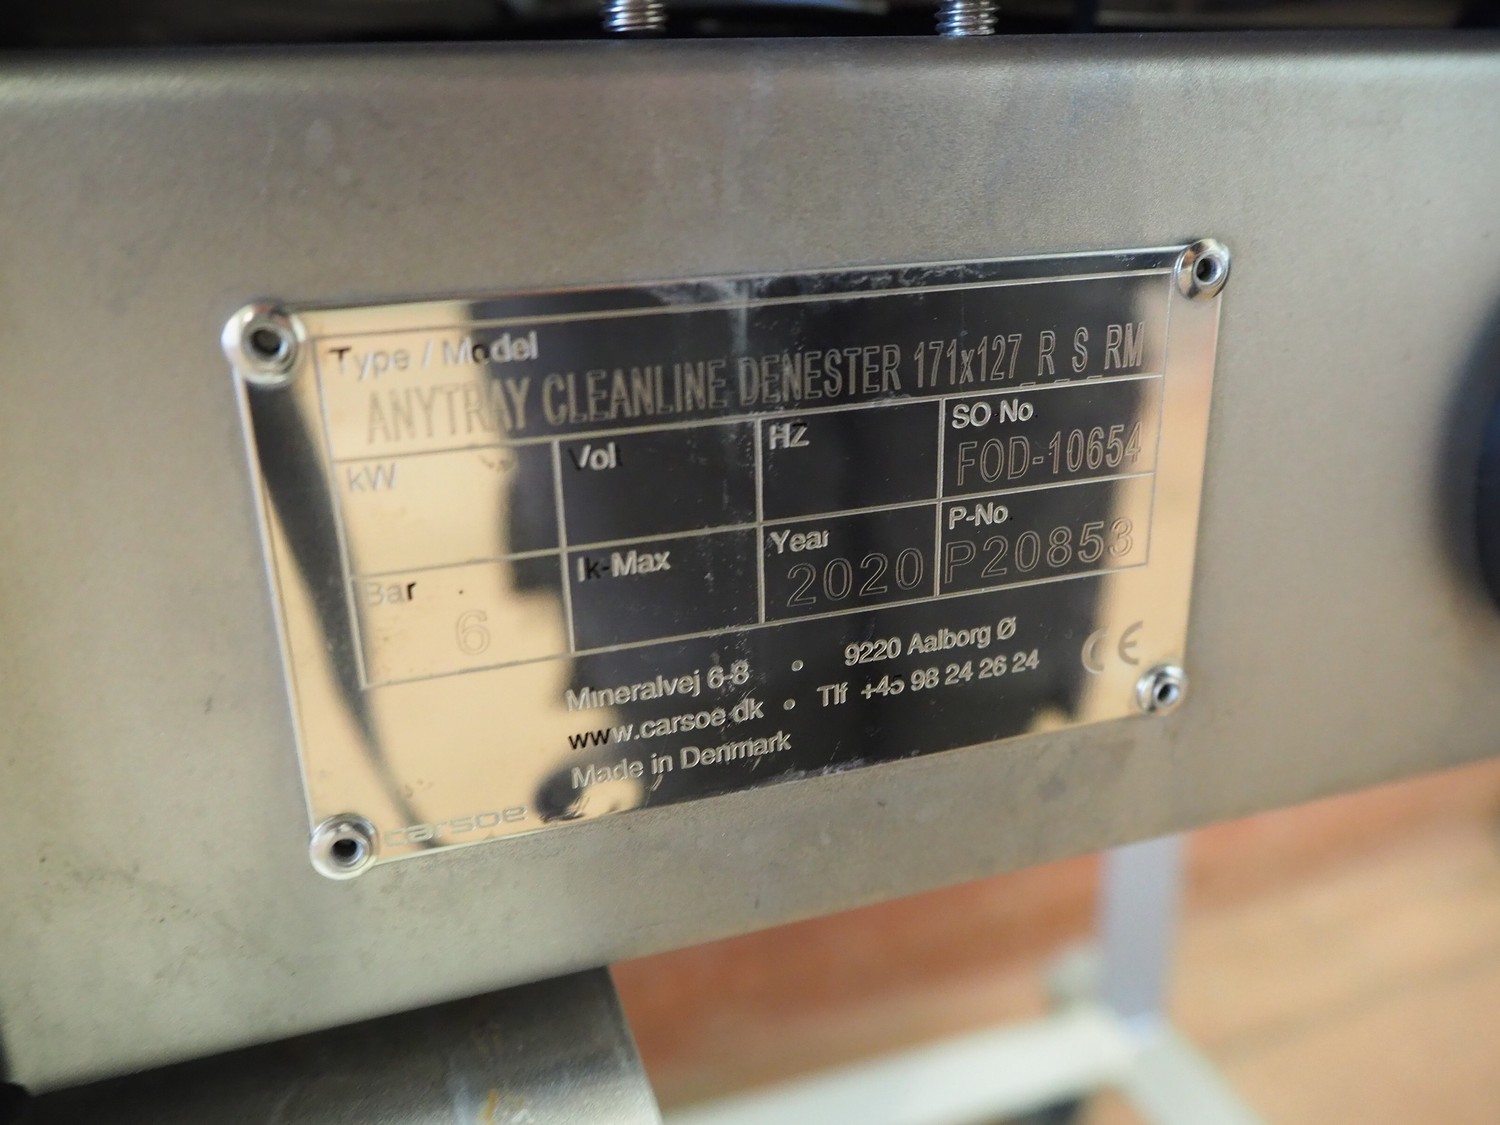 Type / Model
ANYTRAY CLEANLINE DENESTER 171x127_R_S_RM
kW
Vol
HZ
SO No.
FOD-10654
Bar
6
Ik-Max
Year
2020
P-No.
P20853
Mineralvej 6-8 • 9220 Aalborg Ø
www.carsoe.dk • Tlf +45 98 24 26 24
Made in Denmark
CE
carsoe